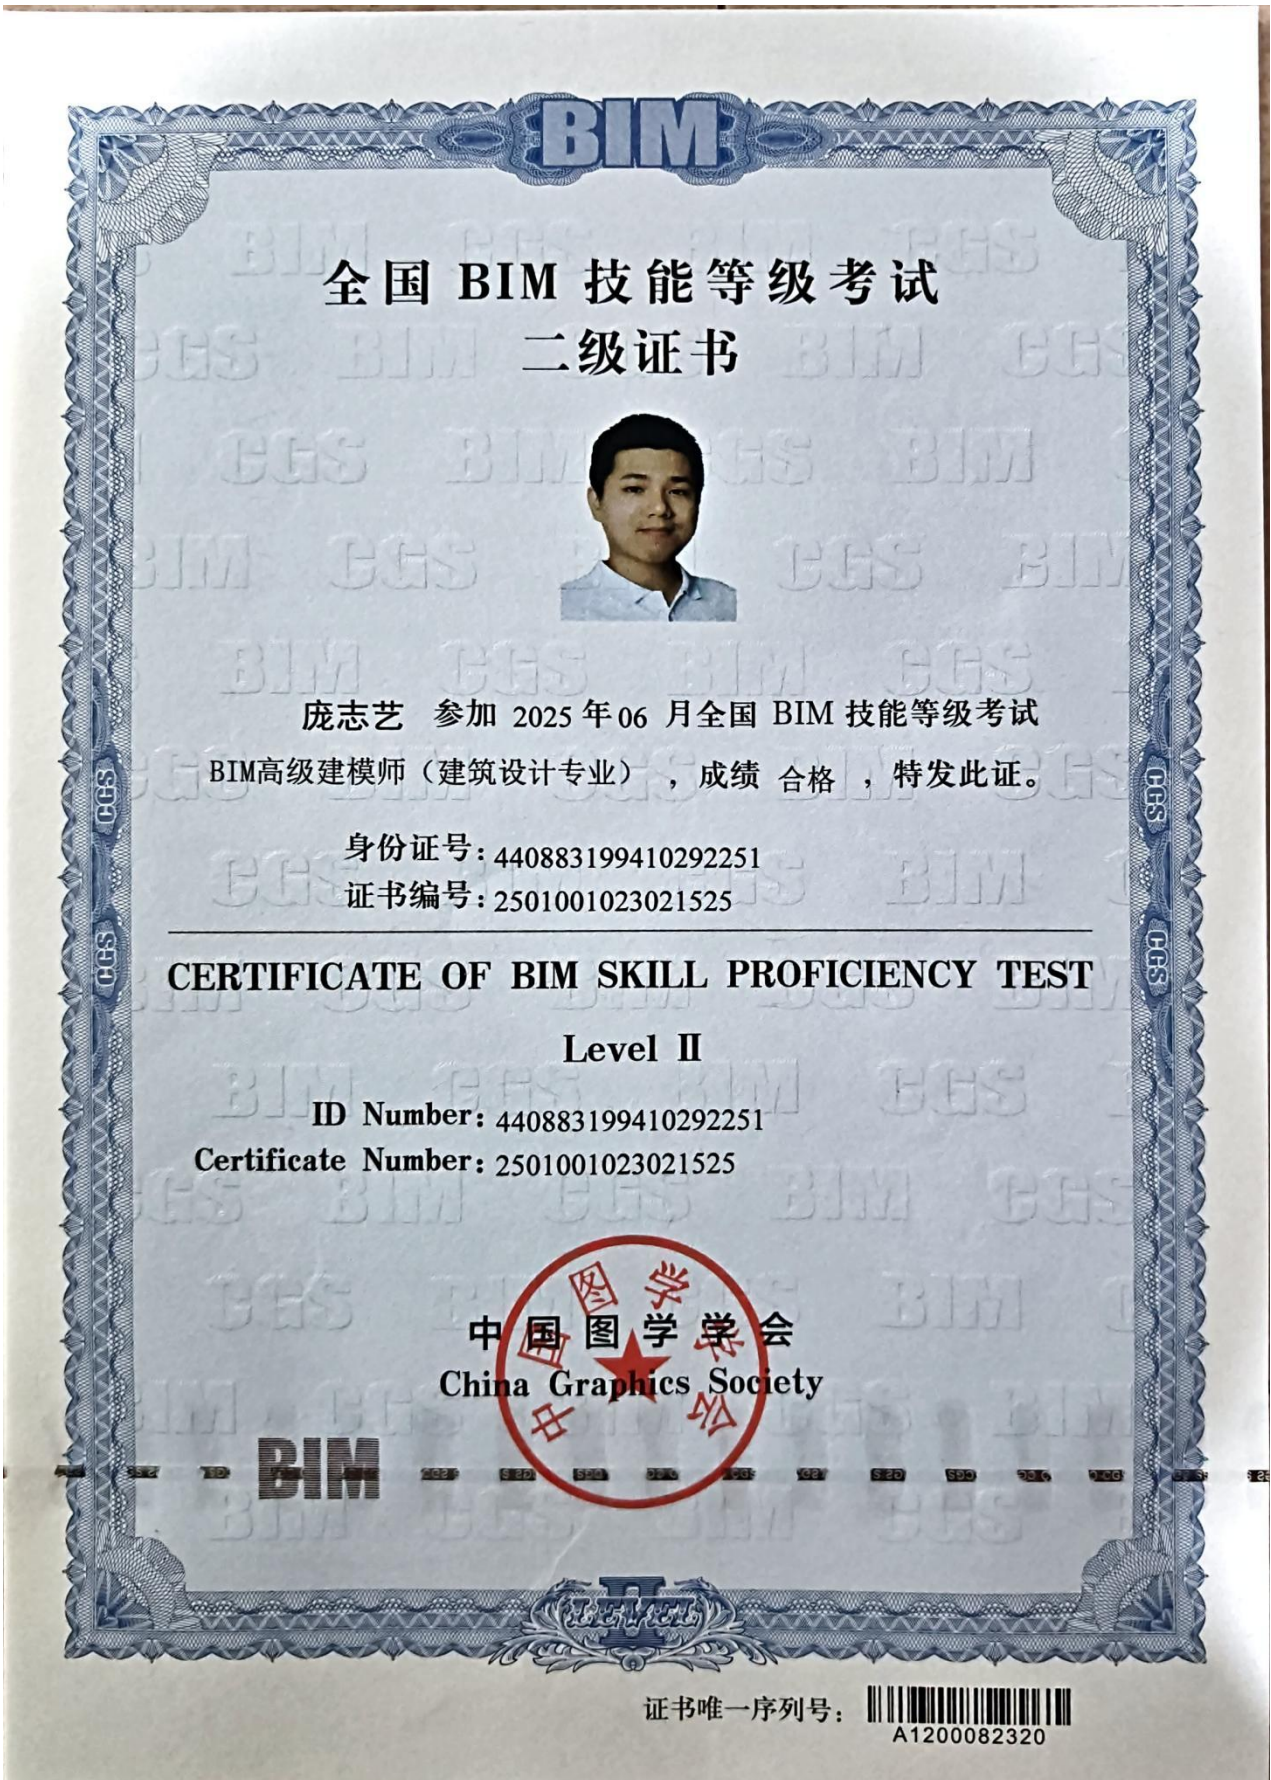 BIM
全国 BIM 技能等级考试
二级证书
庞志艺 参加 2025 年 06 月全国 BIM 技能等级考试
BIM高级建模师（建筑设计专业），成绩 合格 ，特发此证。
身份证号：440883199410292251
证书编号：2501001023021525
CERTIFICATE OF BIM SKILL PROFICIENCY TEST
Level Ⅱ
ID Number: 440883199410292251
Certificate Number: 2501001023021525
中国图学学会
中国图学学会
China Graphics Society
BIM
CGS
CGS
CGS
CGS
II
LEVEL
证书唯一序列号：
A1200082320